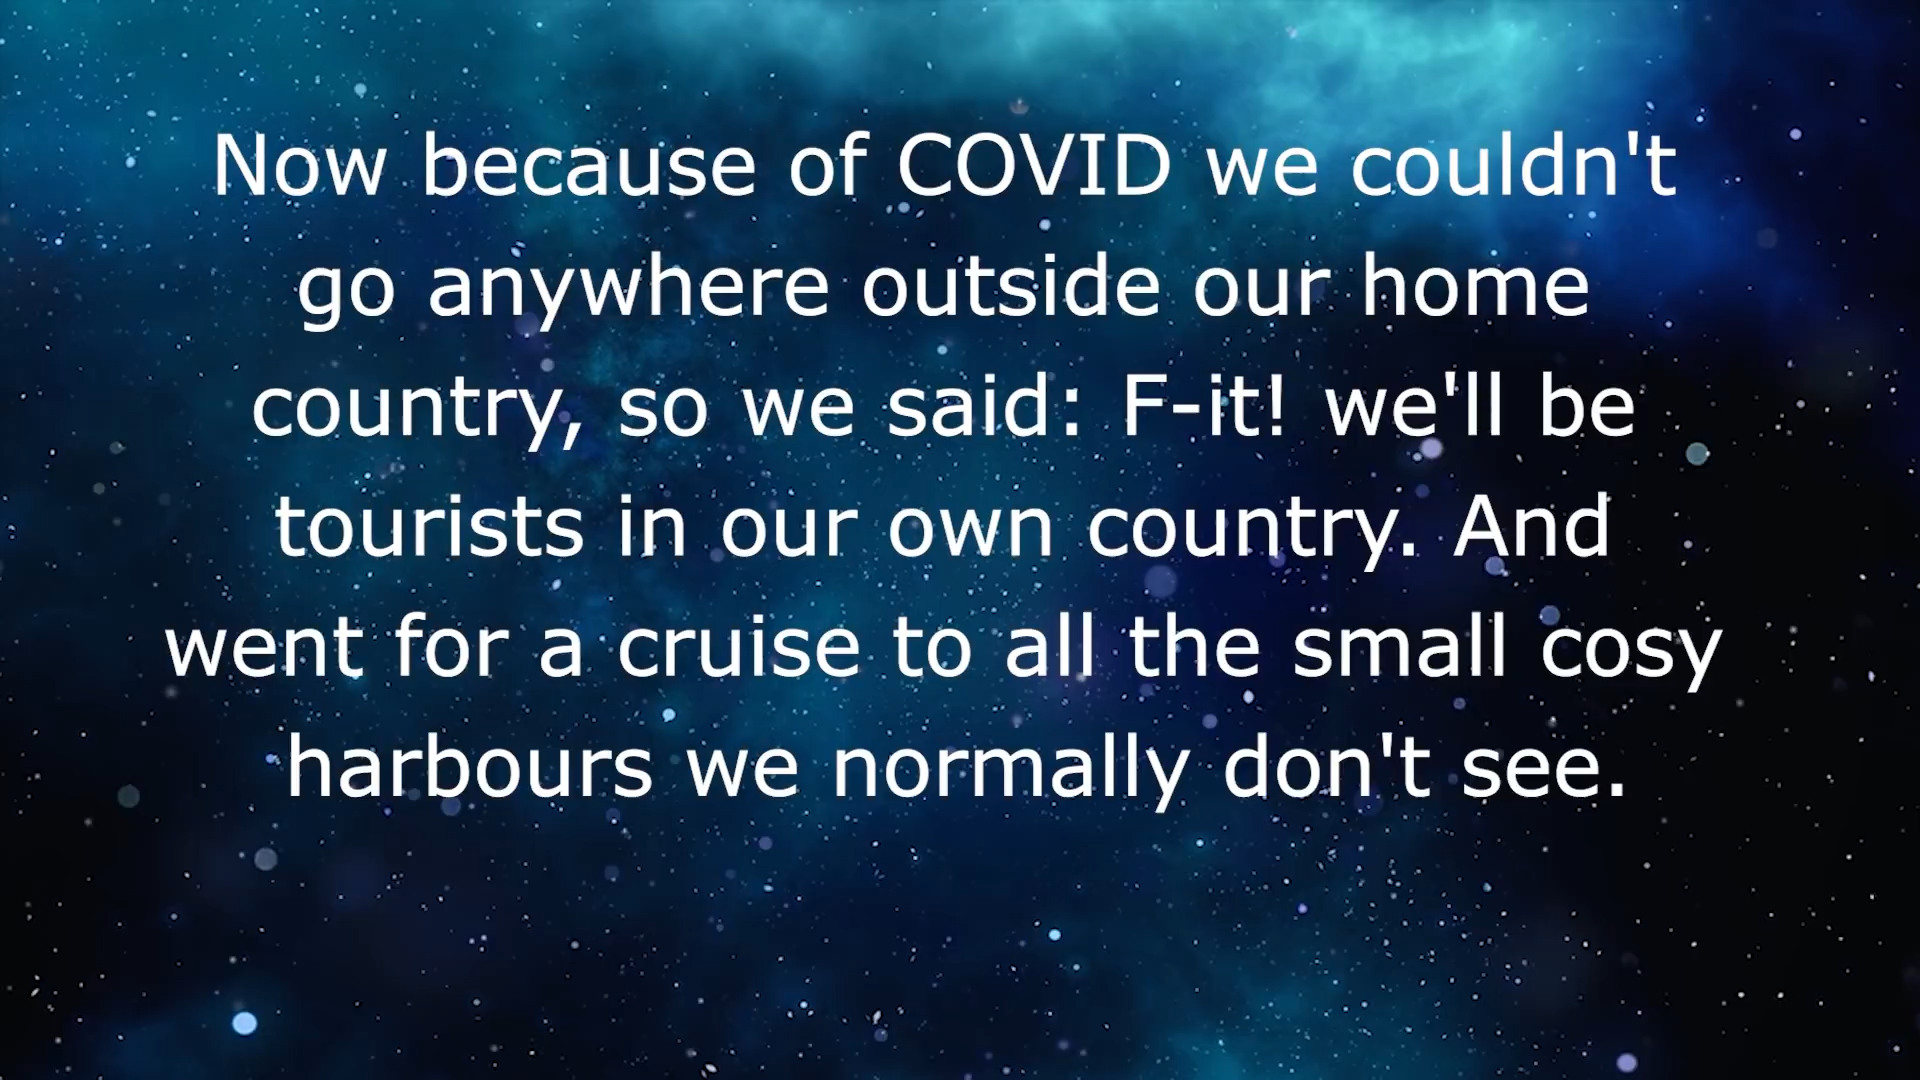 Now because of COVID we couldn't
go anywhere outside our home
country, so we said: F-it! we'll be
tourists in our own country. And
went for a cruise to all the small cosy
harbours we normally don't see.